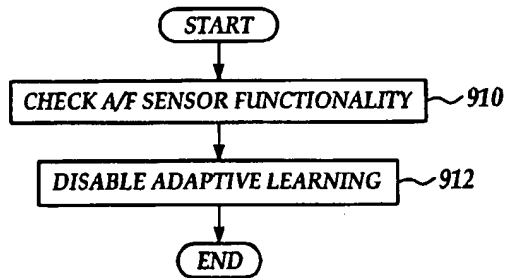 START
CHECK A/F SENSOR FUNCTIONALITY 910
DISABLE ADAPTIVE LEARNING 912
END